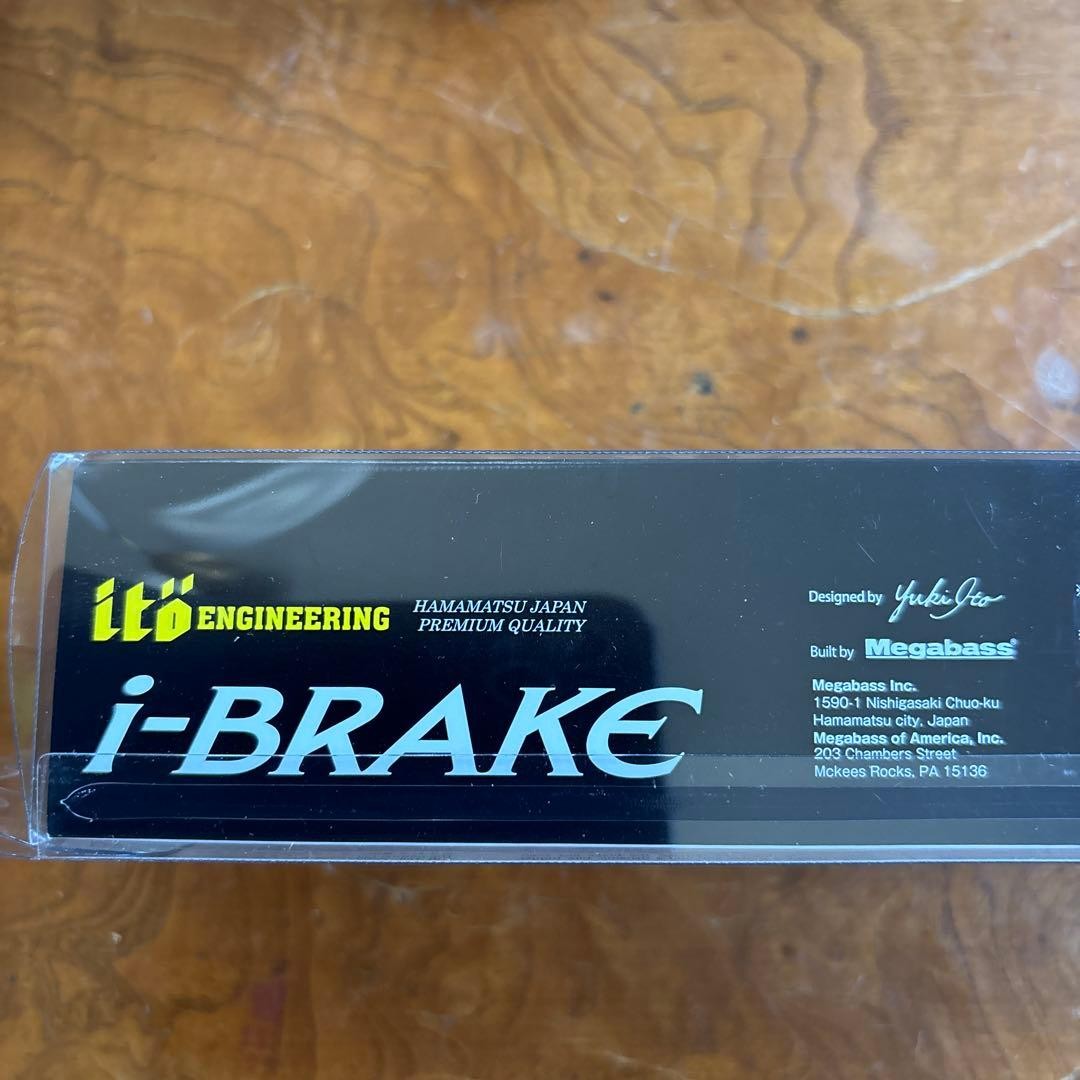 itö ENGINEERING
HAMAMATSU JAPAN
PREMIUM QUALITY
i-BRAKE
Designed by Yuki Ito
Built by Megabass®
Megabass Inc.
1590-1 Nishigasaki Chuo-ku
Hamamatsu city, Japan
Megabass of America, Inc.
203 Chambers Street
Mckees Rocks, PA 15136